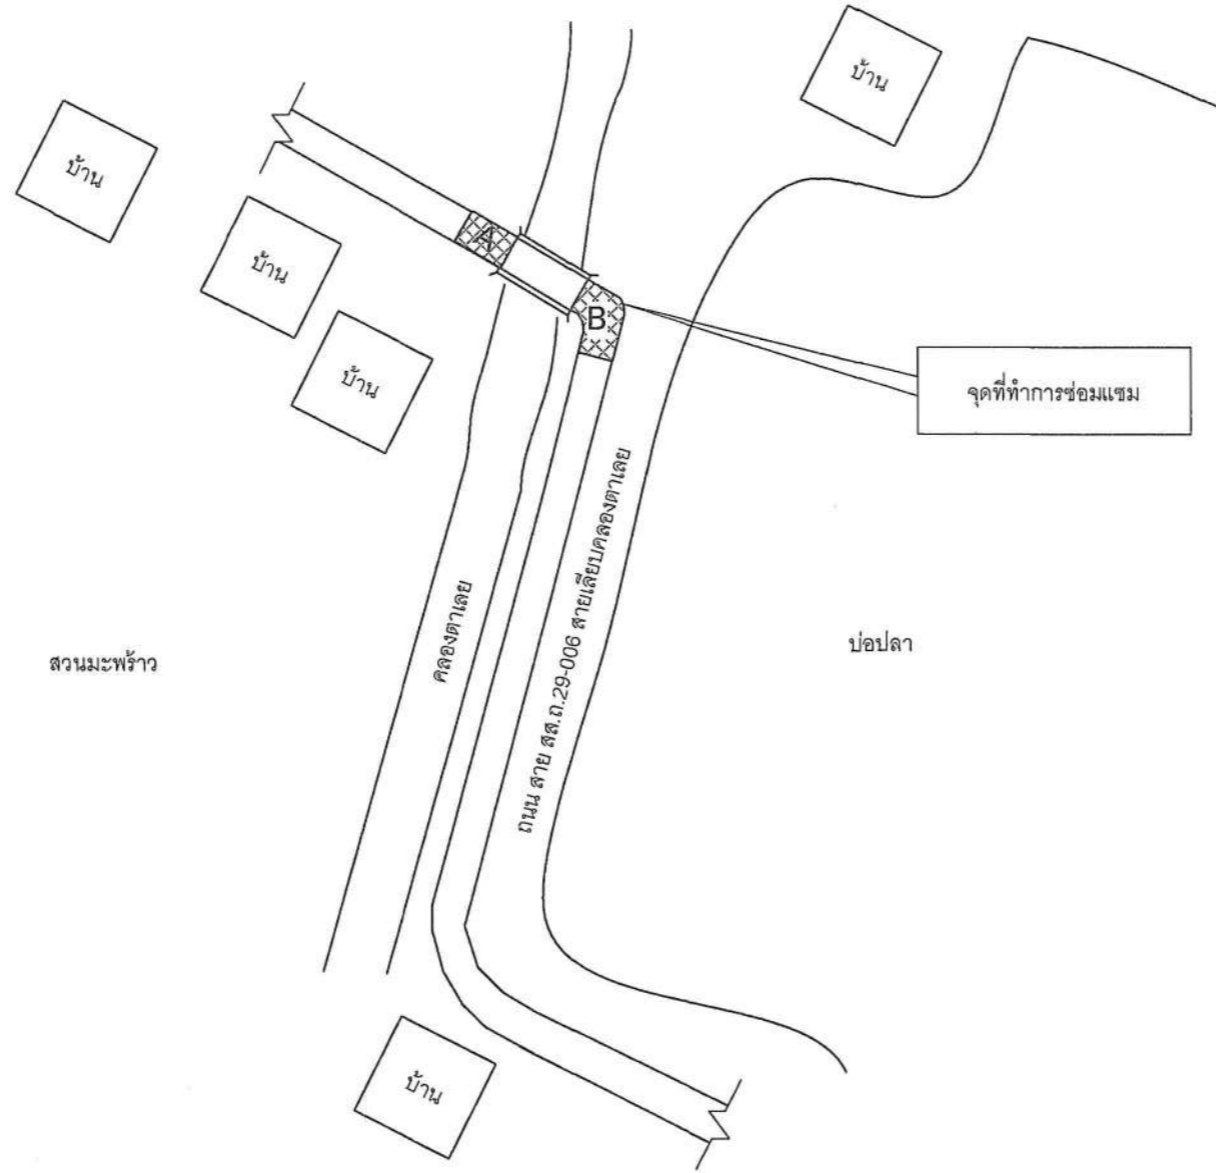 บ้าน
บ้าน
บ้าน
บ้าน
A
B
จุดที่ทำการซ่อมแซม
คลองตาเลย
ถนน สาย สส.ถ.29-006 สายเลียบคลองตาเลย
สวนมะพร้าว
บ่อปลา
บ้าน